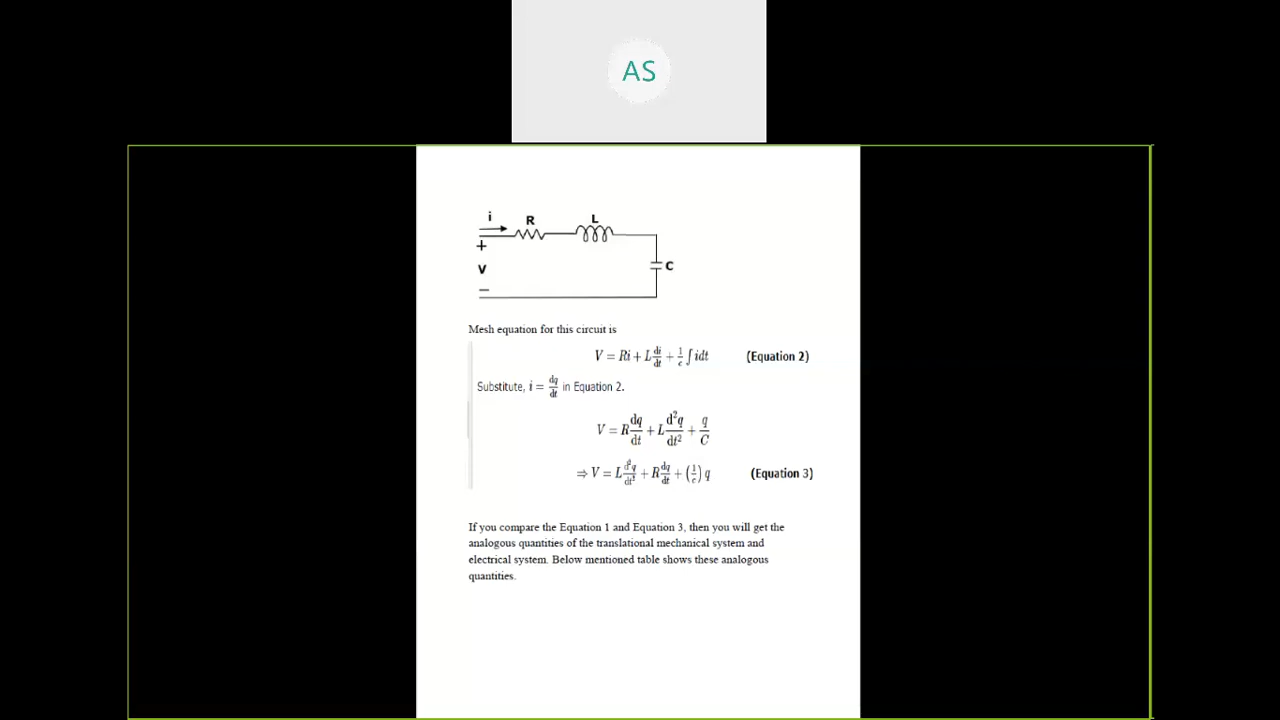 AS
i
R
L
+
V
C
−
Mesh equation for this circuit is
V = Ri + L di/dt + 1/c ∫ idt (Equation 2)
Substitute, i = dq/dt in Equation 2.
V = R dq/dt + L d²q/dt² + q/C
⇒ V = L d²q/dt² + R dq/dt + (1/c) q (Equation 3)
If you compare the Equation 1 and Equation 3, then you will get the
analogous quantities of the translational mechanical system and
electrical system. Below mentioned table shows these analogous
quantities.